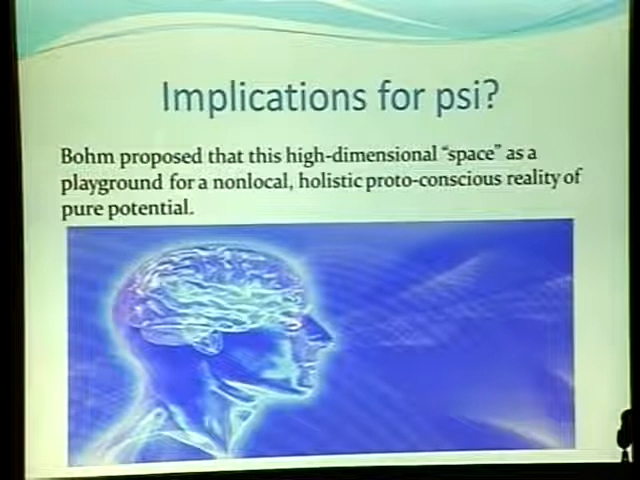 Implications for psi?
Bohm proposed that this high-dimensional “space” as a
playground for a nonlocal, holistic proto-conscious reality of
pure potential.